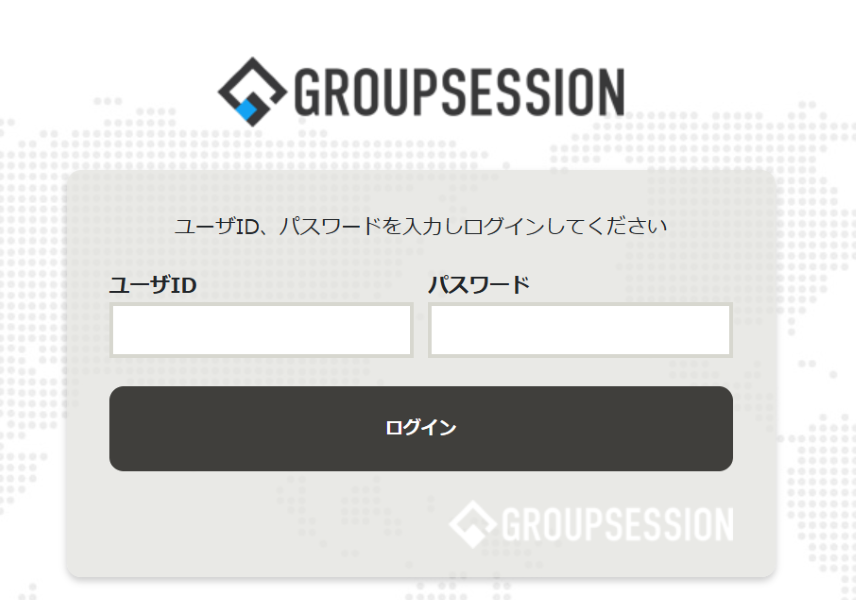 GROUPSESSION
ユーザID、パスワードを入力しログインしてください
ユーザID
パスワード
ログイン
GROUPSESSION